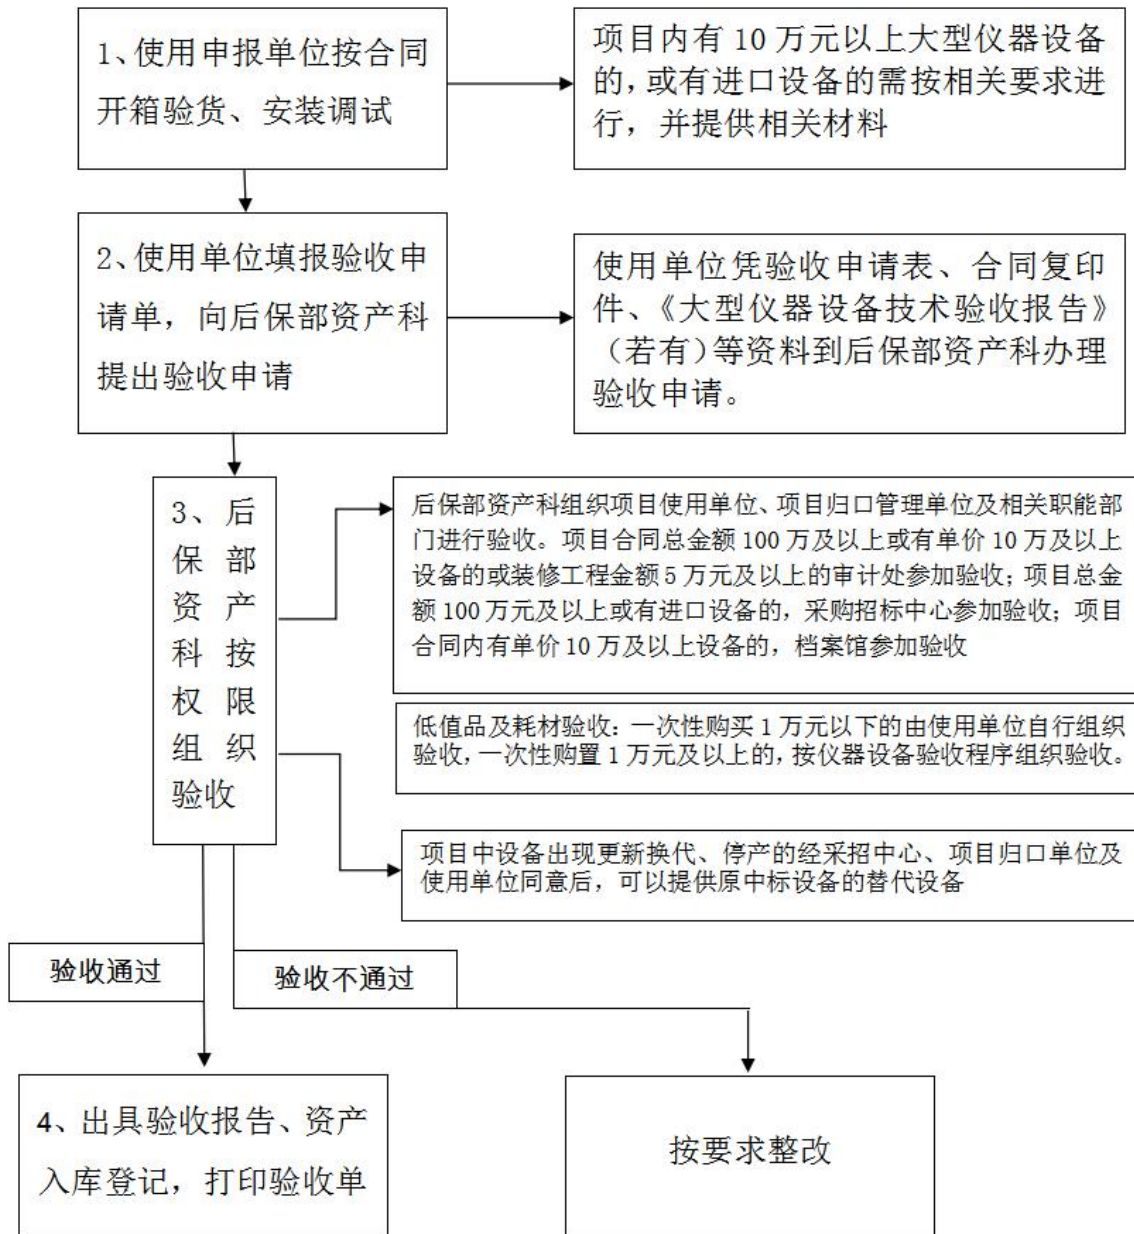 1、使用申报单位按合同
开箱验货、安装调试
项目内有 10 万元以上大型仪器设备
的，或有进口设备的需按相关要求进
行，并提供相关材料
2、使用单位填报验收申
请单，向后保部资产科
提出验收申请
使用单位凭验收申请表、合同复印
件、《大型仪器设备技术验收报告》
（若有）等资料到后保部资产科办理
验收申请。
3、后
保部
资产
科按
权限
组织
验收
后保部资产科组织项目使用单位、项目归口管理单位及相关职能部
门进行验收。项目合同总金额 100 万及以上或有单价 10 万及以上
设备的或装修工程金额 5 万元及以上的审计处参加验收；项目总金
额 100 万元及以上或有进口设备的，采购招标中心参加验收；项目
合同内有单价 10 万及以上设备的，档案馆参加验收
低值品及耗材验收：一次性购买 1 万元以下的由使用单位自行组织
验收，一次性购置 1 万元及以上的，按仪器设备验收程序组织验收。
项目中设备出现更新换代、停产的经采招中心、项目归口单位及
使用单位同意后，可以提供原中标设备的替代设备
验收通过
验收不通过
4、出具验收报告、资产
入库登记，打印验收单
按要求整改